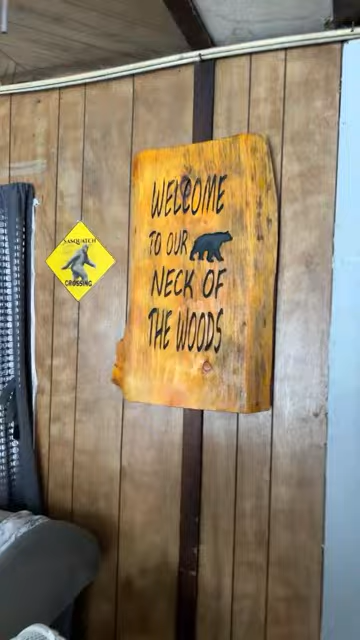 WELCOME
TO OUR
NECK OF
THE WOODS
SASQUATCH
CROSSING